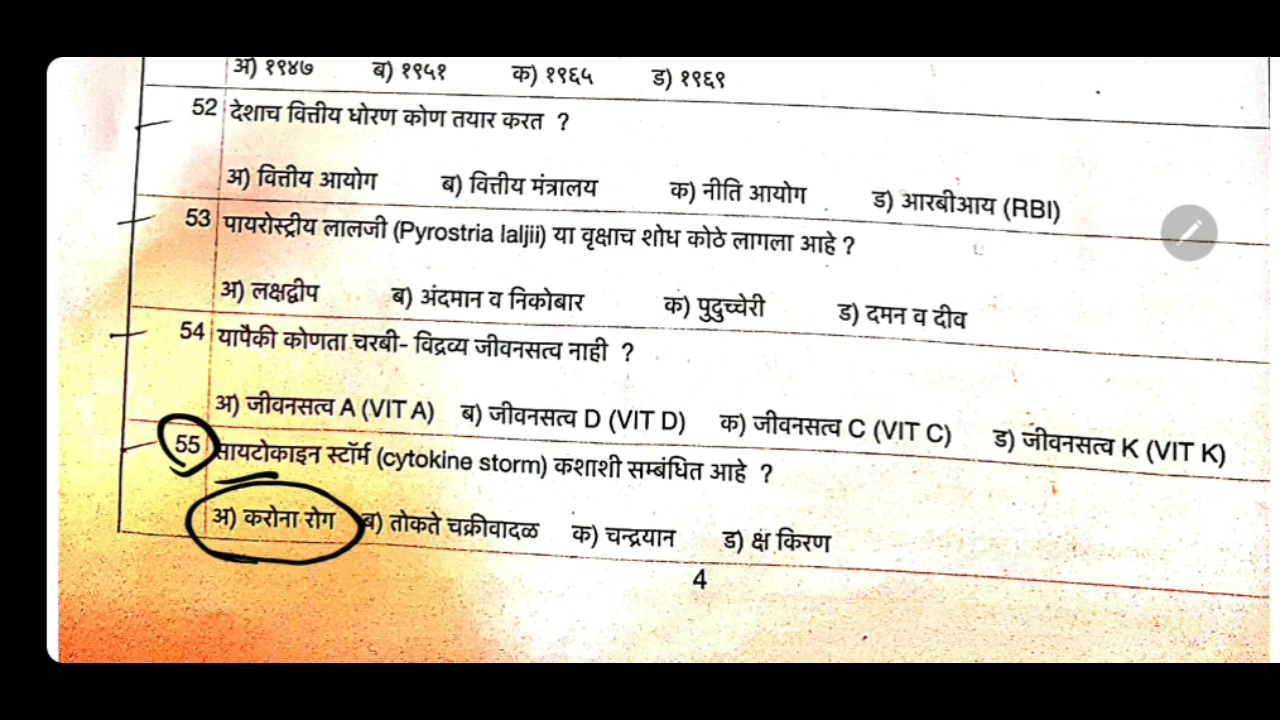 अ) १९४७ ब) १९५१ क) १९६५ ड) १९६९
52 देशाच वित्तीय धोरण कोण तयार करत ?
अ) वित्तीय आयोग ब) वित्तीय मंत्रालय क) नीति आयोग ड) आरबीआय (RBI)
53 पायरोस्ट्रीय लालजी (Pyrostria laljii) या वृक्षाच शोध कोठे लागला आहे ?
अ) लक्षद्वीप ब) अंदमान व निकोबार क) पुदुच्चेरी ड) दमन व दीव
54 यापैकी कोणता चरबी- विद्रव्य जीवनसत्व नाही ?
अ) जीवनसत्व A (VIT A) ब) जीवनसत्व D (VIT D) क) जीवनसत्व C (VIT C) ड) जीवनसत्व K (VIT K)
55 सायटोकाइन स्टॉर्म (cytokine storm) कशाशी सम्बंधित आहे ?
अ) करोना रोग ब) तोकते चक्रीवादळ क) चन्द्रयान ड) क्ष किरण
4